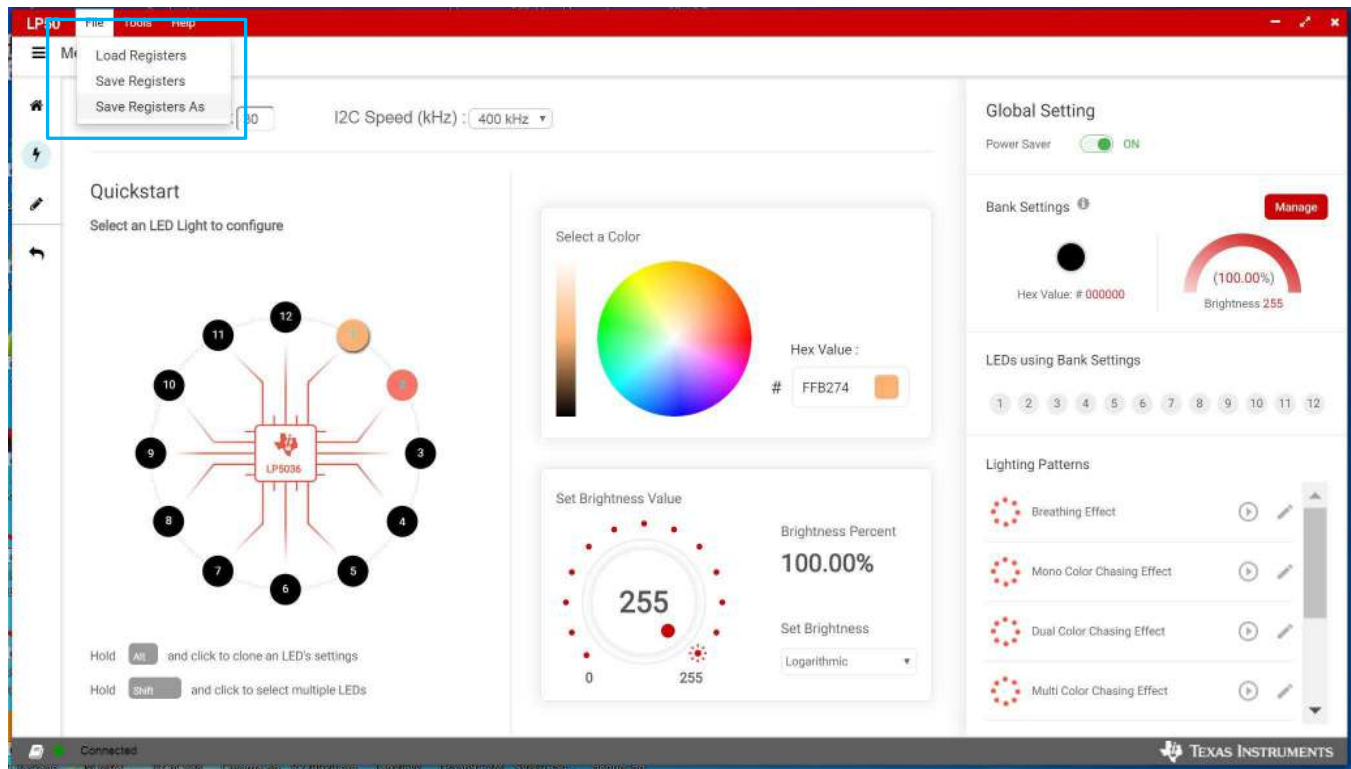 LP50 File Tools Help
Load Registers
Save Registers
Save Registers As
I2C Speed (kHz) : 400 kHz
Quickstart
Select an LED Light to configure
12
11
10
9
8
7
6
5
4
3
LP5036
Hold Alt and click to clone an LED's settings
Hold Shift and click to select multiple LEDs
Select a Color
Hex Value :
# FFB274
Set Brightness Value
255
0 255
Brightness Percent
100.00%
Set Brightness
Logarithmic
Global Setting
Power Saver ON
Bank Settings Manage
Hex Value: # 000000
(100.00%)
Brightness 255
LEDs using Bank Settings
1 2 3 4 5 6 7 8 9 10 11 12
Lighting Patterns
Breathing Effect
Mono Color Chasing Effect
Dual Color Chasing Effect
Multi Color Chasing Effect
Connected
TEXAS INSTRUMENTS